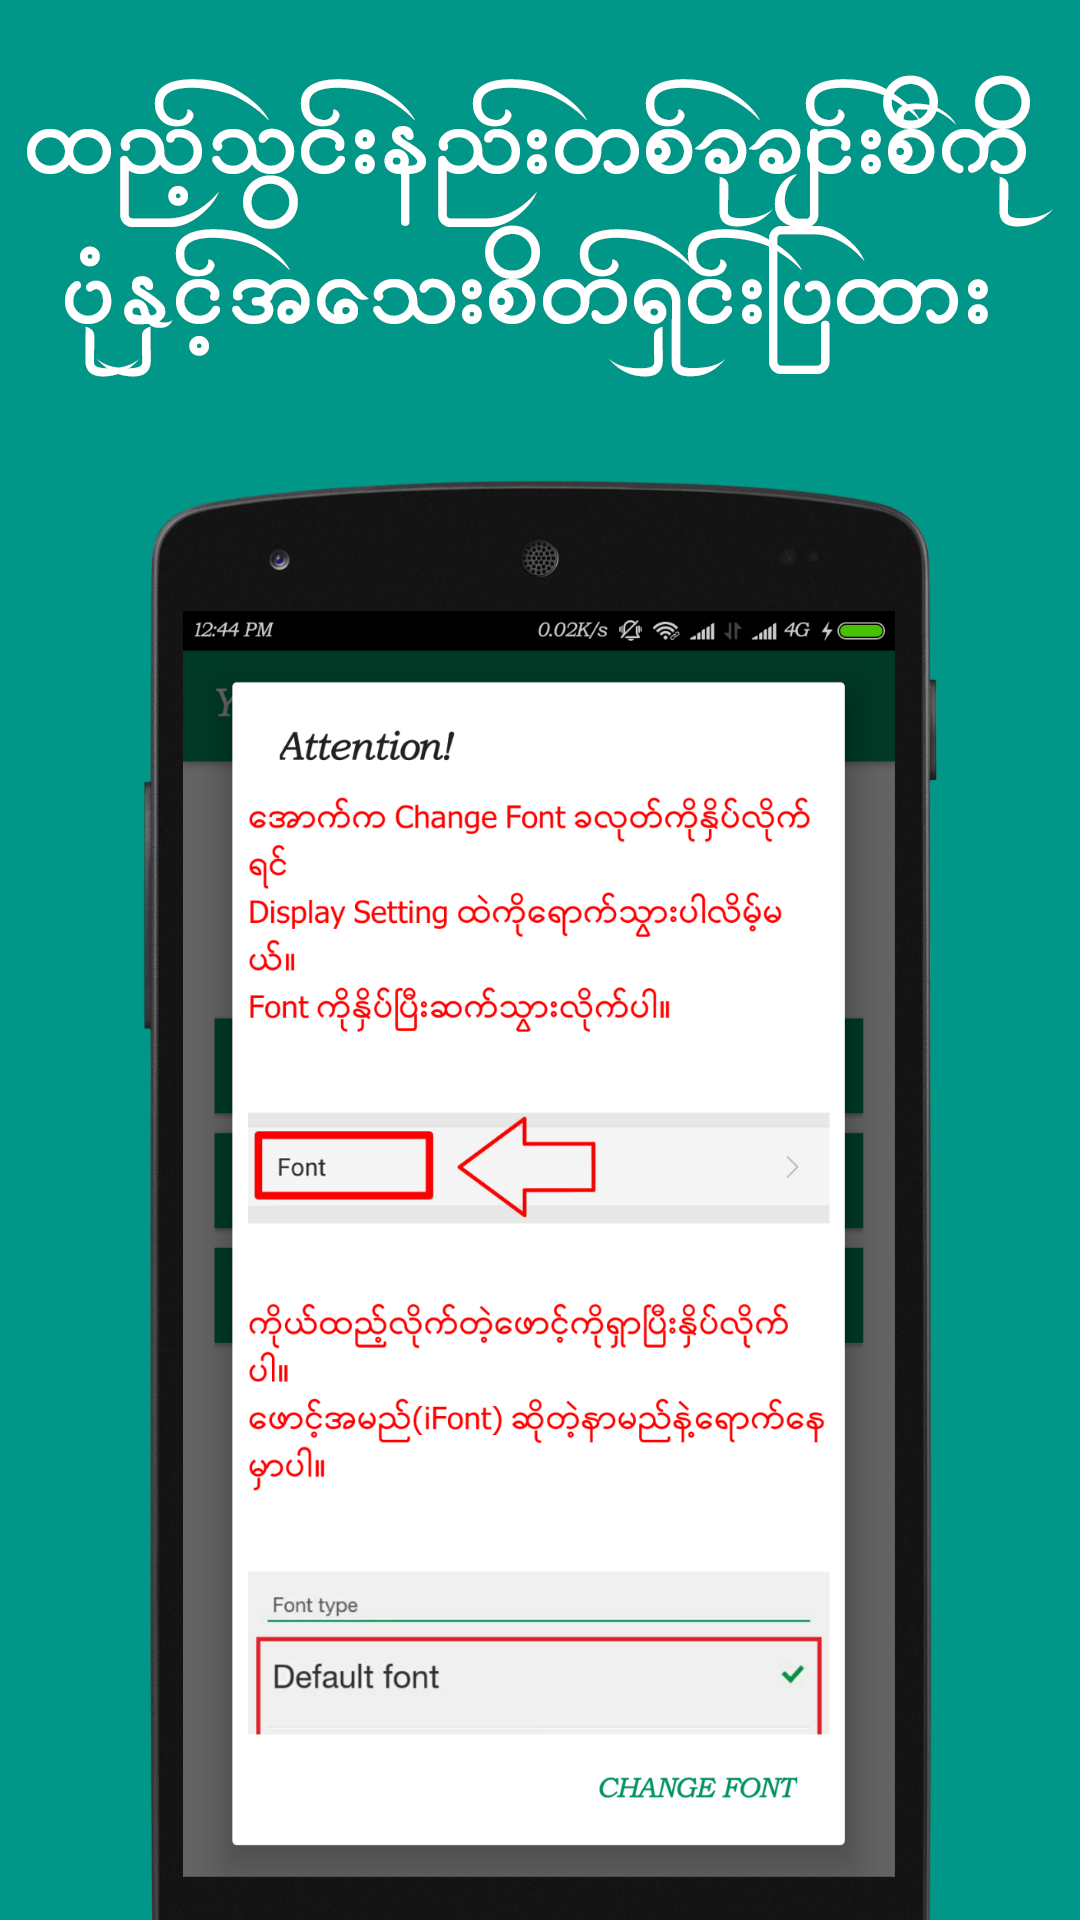 ထည့်သွင်းနည်းတစ်ခုချင်းစီကို
ပုံနှင့်အသေးစိတ်ရှင်းပြထား
12:44 PM
0.02K/s
4G
Y
Attention!
အောက်က Change Font ခလုတ်ကိုနှိပ်လိုက်
ရင်
Display Setting ထဲကိုရောက်သွားပါလိမ့်မ
ယ်။
Font ကိုနှိပ်ပြီးဆက်သွားလိုက်ပါ။
Font
ကိုယ်ထည့်လိုက်တဲ့ဖောင့်ကိုရှာပြီးနှိပ်လိုက်
ပါ။
ဖောင့်အမည်(iFont) ဆိုတဲ့နာမည်နဲ့ရောက်နေ
မှာပါ။
Font type
Default font
CHANGE FONT